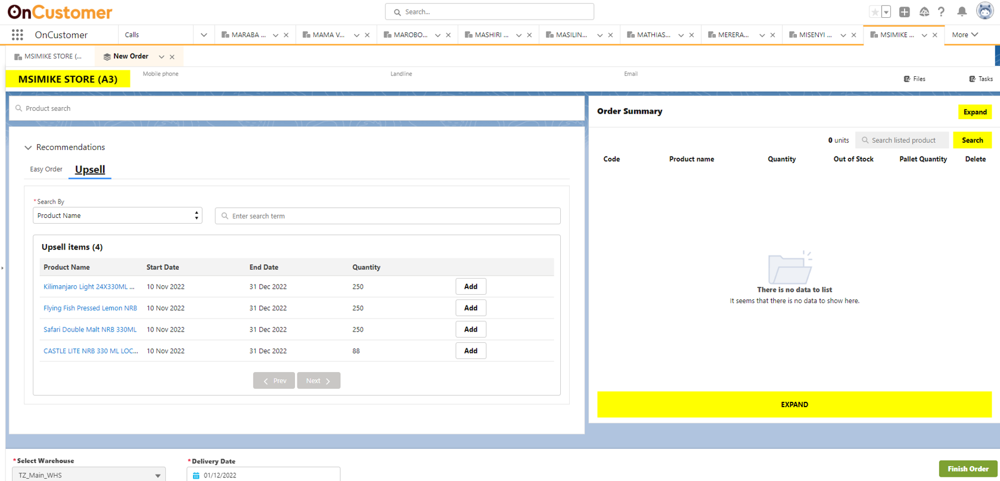 OnCustomer
Search...
OnCustomer
Calls
MARABA ...
MAMA V...
MAROBO...
MASHIRI ...
MASILIN...
MATHIAS...
MERERA...
MISENYI ...
MSIMIKE ...
More
MSIMIKE STORE (...
New Order
MSIMIKE STORE (A3)
Mobile phone
Landline
Email
Files
Tasks
Product search
Order Summary
Expand
0 units
Search listed product
Search
Code Product name Quantity Out of Stock Pallet Quantity Delete
There is no data to list
It seems that there is no data to show here.
EXPAND
Recommendations
Easy Order
Upsell
*Search By
Product Name
Enter search term
Upsell items (4)
Product Name Start Date End Date Quantity
Kilimanjaro Light 24X330ML ... 10 Nov 2022 31 Dec 2022 250 Add
Flying Fish Pressed Lemon NRB 10 Nov 2022 31 Dec 2022 250 Add
Safari Double Malt NRB 330ML 10 Nov 2022 31 Dec 2022 250 Add
CASTLE LITE NRB 330 ML LOC... 10 Nov 2022 31 Dec 2022 88 Add
Prev
Next
*Select Warehouse
TZ_Main_WHS
*Delivery Date
01/12/2022
Finish Order